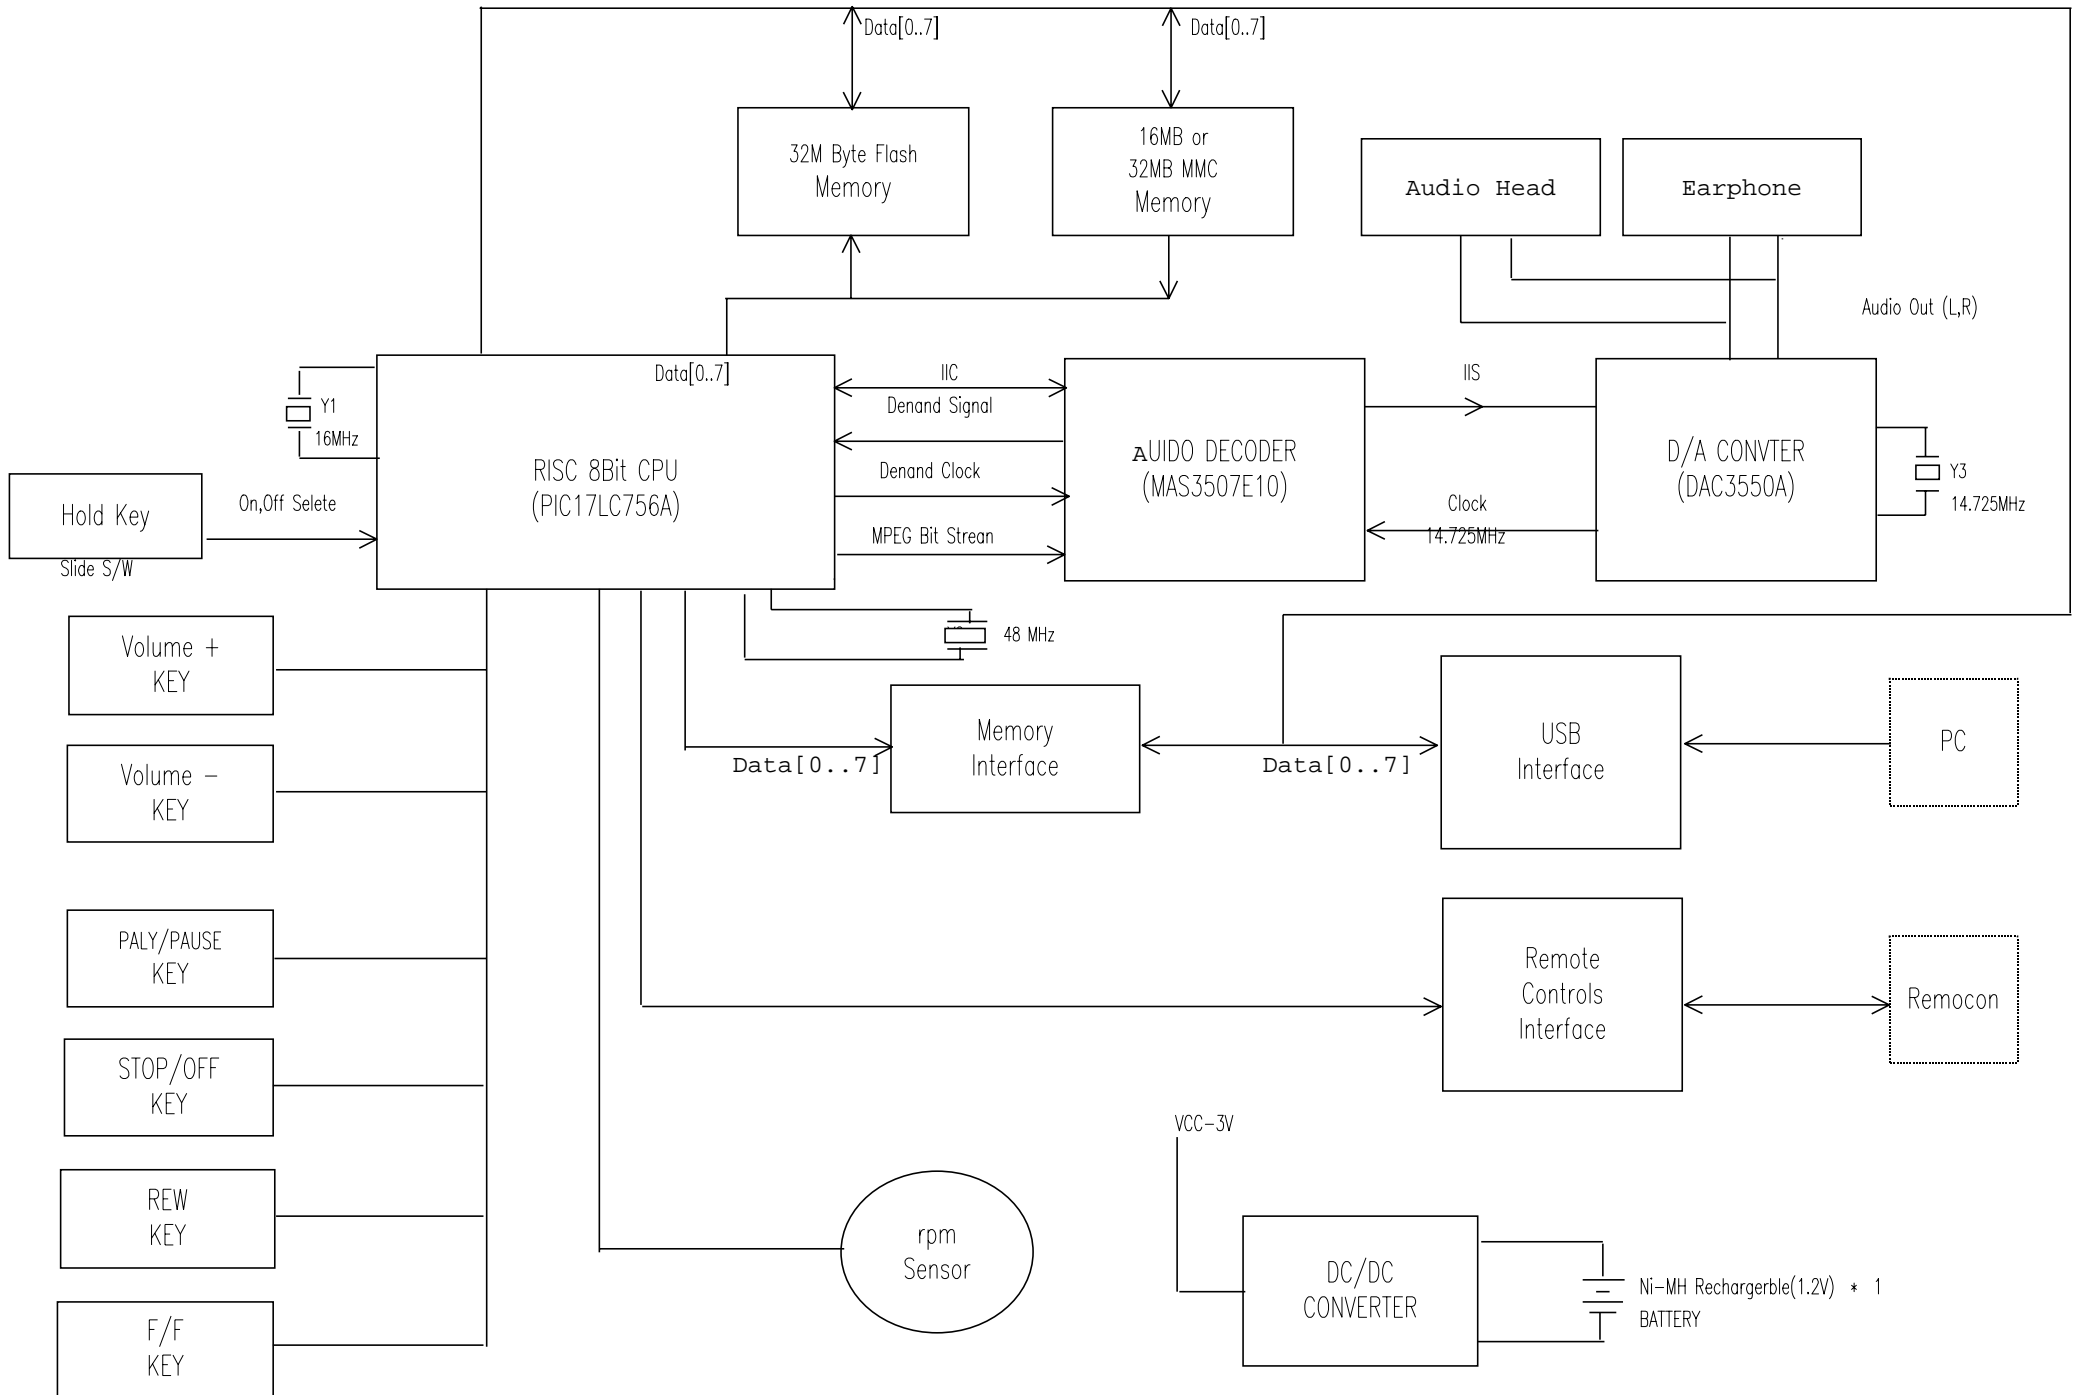 Data[0..7]
Data[0..7]
32M Byte Flash
Memory
16MB or
32MB MMC
Memory
Audio Head
Earphone
Audio Out (L,R)
Data[0..7]
Y1
16MHz
RISC 8Bit CPU
(PIC17LC756A)
IIC
Denand Signal
Denand Clock
MPEG Bit Strean
AUIDO DECODER
(MAS3507E10)
IIS
Clock
14.725MHz
D/A CONVTER
(DAC3550A)
Y3
14.725MHz
Hold Key
Slide S/W
On,Off Selete
48 MHz
Volume +
KEY
Volume -
KEY
PALY/PAUSE
KEY
STOP/OFF
KEY
REW
KEY
F/F
KEY
Memory
Interface
Data[0..7]
Data[0..7]
USB
Interface
PC
Remote
Controls
Interface
Remocon
rpm
Sensor
VCC-3V
DC/DC
CONVERTER
Ni-MH Rechargerble(1.2V) * 1
BATTERY